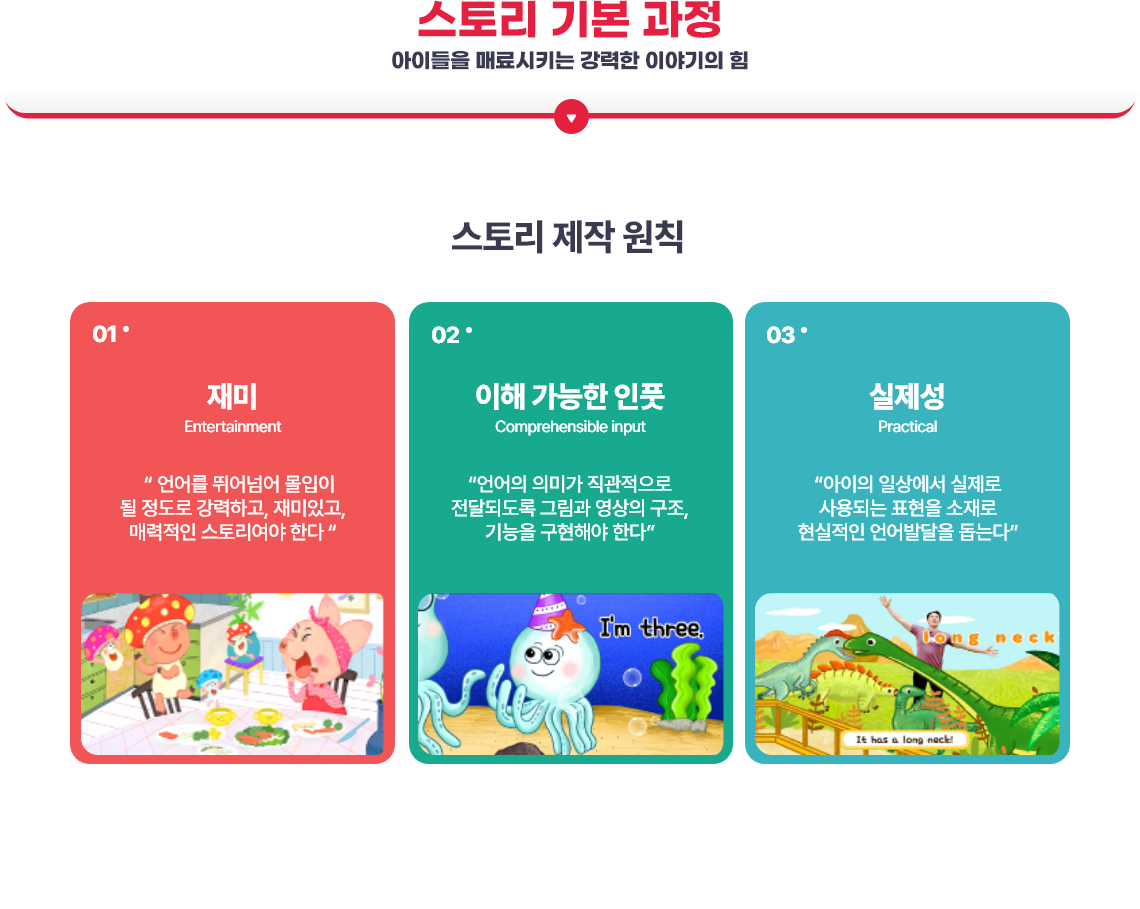 스토리 기본 과정
아이들을 매료시키는 강력한 이야기의 힘
스토리 제작 원칙
01
재미
Entertainment
“ 언어를 뛰어넘어 몰입이
될 정도로 강력하고, 재미있고,
매력적인 스토리여야 한다 “
02
이해 가능한 인풋
Comprehensible input
“언어의 의미가 직관적으로
전달되도록 그림과 영상의 구조,
기능을 구현해야 한다”
I'm three.
03
실제성
Practical
“아이의 일상에서 실제로
사용되는 표현을 소재로
현실적인 언어발달을 돕는다”
long neck
It has a long neck!